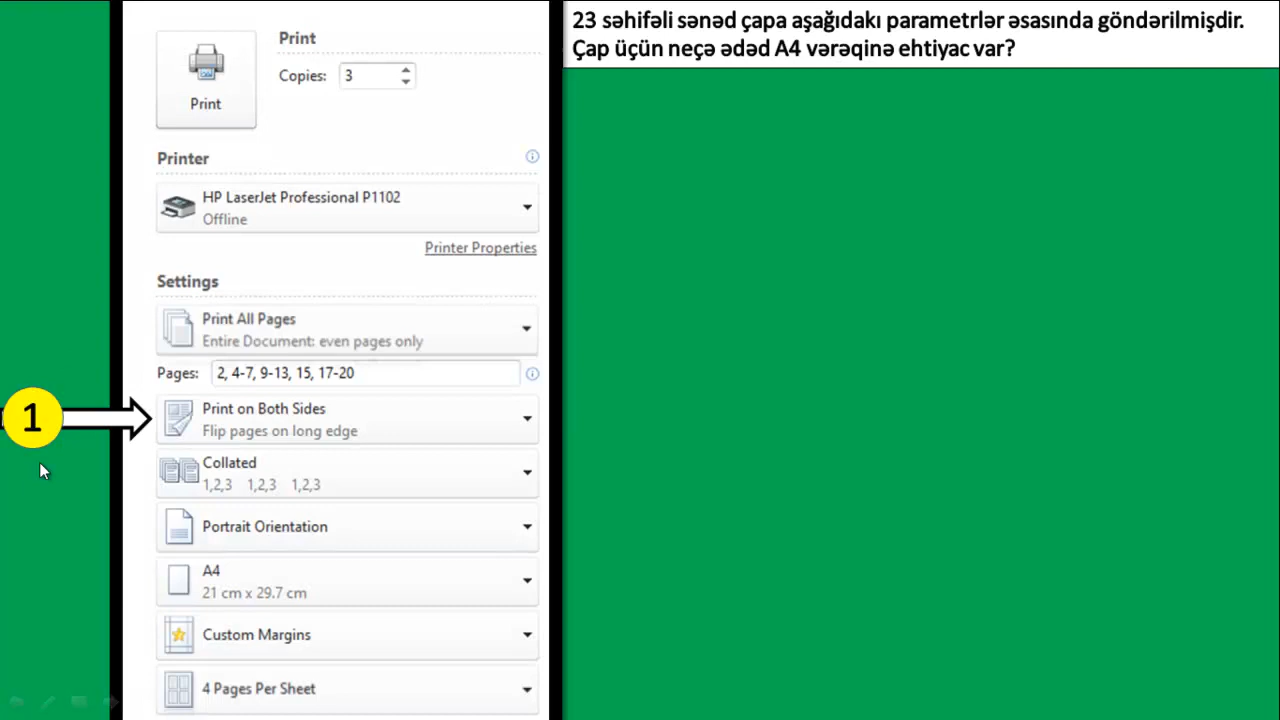 23 səhifəli sənəd çapa aşağıdakı parametrlər əsasında göndərilmişdir.
Çap üçün neçə ədəd A4 vərəqinə ehtiyac var?
Print
Copies: 3
Print
Printer
HP LaserJet Professional P1102
Offline
Printer Properties
Settings
Print All Pages
Entire Document: even pages only
Pages: 2, 4-7, 9-13, 15, 17-20
1
Print on Both Sides
Flip pages on long edge
Collated
1,2,3 1,2,3 1,2,3
Portrait Orientation
A4
21 cm x 29.7 cm
Custom Margins
4 Pages Per Sheet